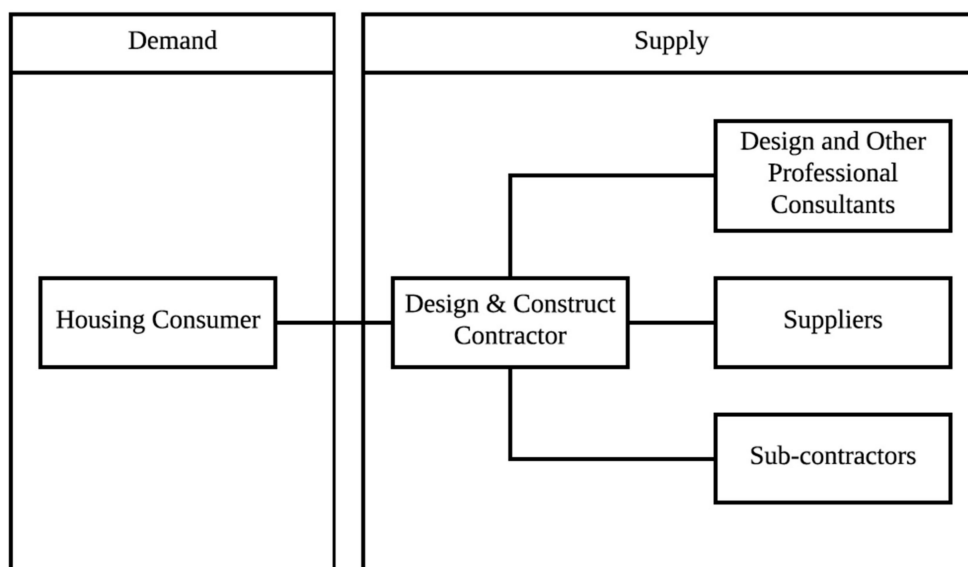 Demand
Supply
Design and Other
Professional
Consultants
Housing Consumer
Design & Construct
Contractor
Suppliers
Sub-contractors